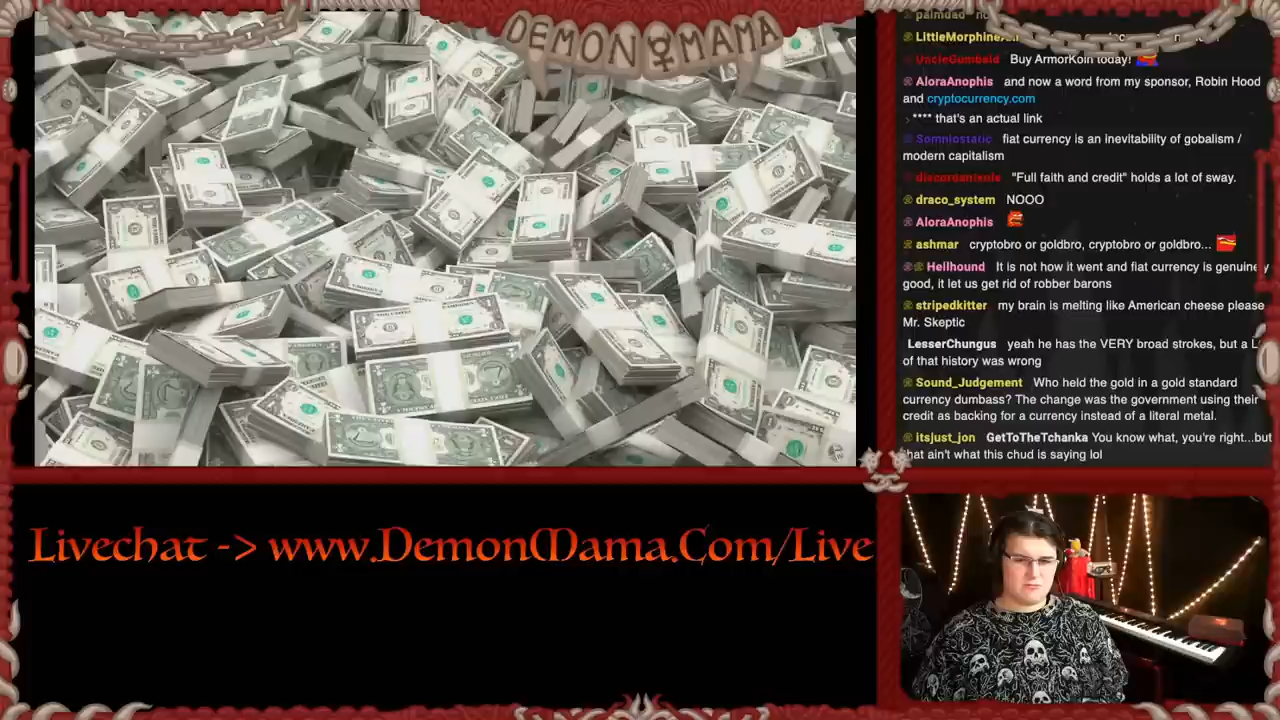 DEMON MAMA
palmdad
LittleMorphine
UncleGumbald Buy ArmorKoin today!
AloraAnophis and now a word from my sponsor, Robin Hood
and cryptocurrency.com
**** that's an actual link
Somniostatic fiat currency is an inevitability of gobalism /
modern capitalism
"Full faith and credit" holds a lot of sway.
draco_system NOOO
AloraAnophis
ashmar cryptobro or goldbro, cryptobro or goldbro...
Hellhound It is not how it went and fiat currency is genuinely
good, it let us get rid of robber barons
stripedkitter my brain is melting like American cheese please
Mr. Skeptic
LesserChungus yeah he has the VERY broad strokes, but a
of that history was wrong
Sound_Judgement Who held the gold in a gold standard
currency dumbass? The change was the government using their
credit as backing for a currency instead of a literal metal.
itsjust_jon GetToTheTchanka You know what, you're right...but
that ain't what this chud is saying lol
Livechat -> www.DemonMama.Com/Live